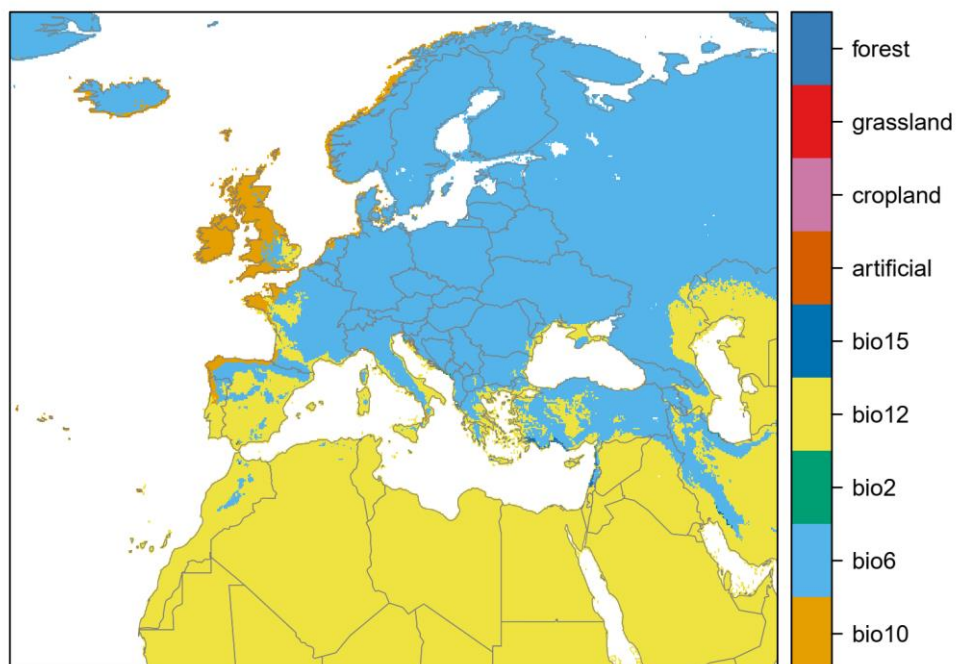 forest
grassland
cropland
artificial
bio15
bio12
bio2
bio6
bio10